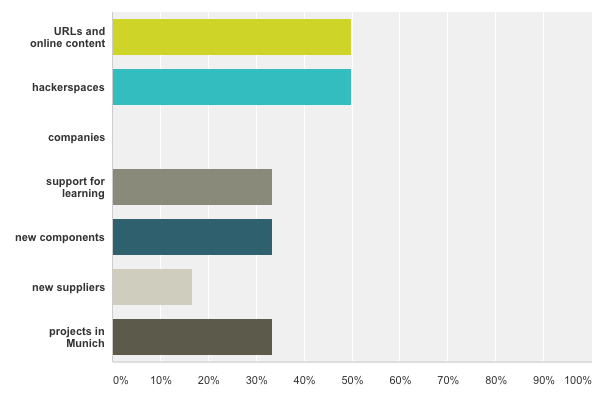 URLs and
online content
hackerspaces
companies
support for
learning
new components
new suppliers
projects in
Munich
0% 10% 20% 30% 40% 50% 60% 70% 80% 90% 100%